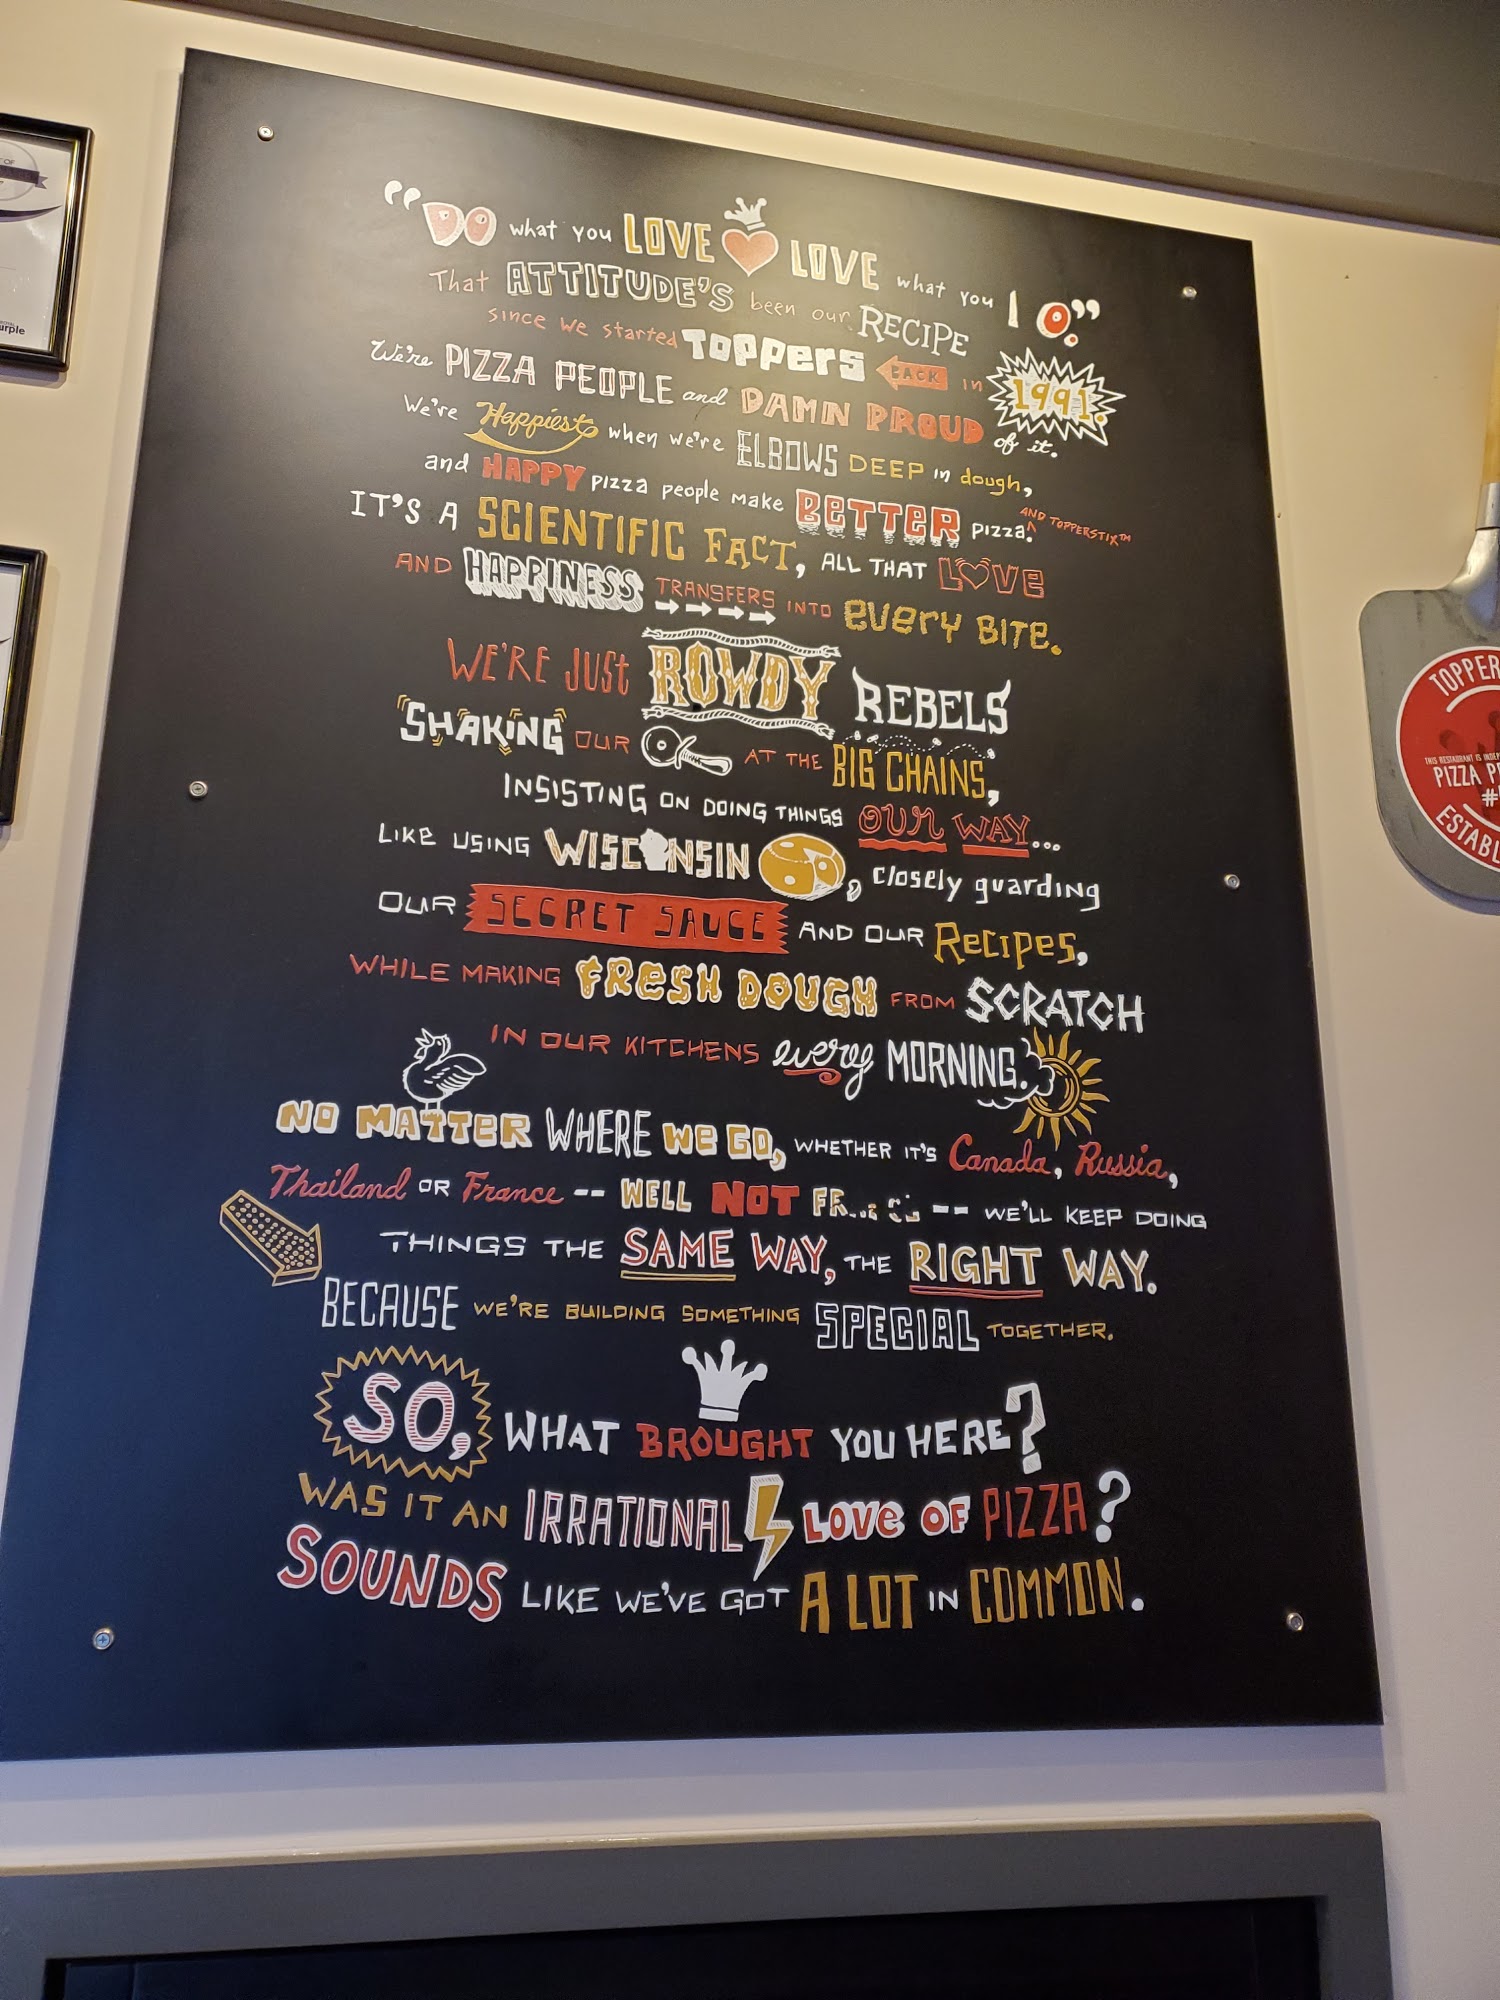 "DO what you LOVE LOVE what you DO."
That ATTITUDE'S been our RECIPE
since we started TOPPERS BACK in 1991.
We're PIZZA PEOPLE and DAMN PROUD of it.
We're Happiest when we're ELBOWS DEEP in dough,
and HAPPY pizza people make BETTER pizza. ^ AND TOPPERSTIX™
IT'S A SCIENTIFIC FACT, ALL THAT LOVE
AND HAPPINESS TRANSFERS INTO EVERY BITE.
WE'RE JUST ROWDY REBELS
SHAKING OUR AT THE BIG CHAINS,
INSISTING ON DOING THINGS OUR WAY...
LIKE USING WISCONSIN , closely guarding
OUR SECRET SAUCE AND OUR RECIPES,
WHILE MAKING FRESH DOUGH FROM SCRATCH
IN OUR KITCHENS every MORNING.
NO MATTER WHERE WE GO, WHETHER IT'S Canada, Russia,
Thailand OR France -- WELL NOT -- WE'LL KEEP DOING
THINGS THE SAME WAY, THE RIGHT WAY.
BECAUSE WE'RE BUILDING SOMETHING SPECIAL TOGETHER.
SO, WHAT BROUGHT YOU HERE?
WAS IT AN IRRATIONAL LOVE OF PIZZA?
SOUNDS LIKE WE'VE GOT A LOT IN COMMON.
TOPPER
THIS RESTAURANT IS
PIZZA
ESTABL